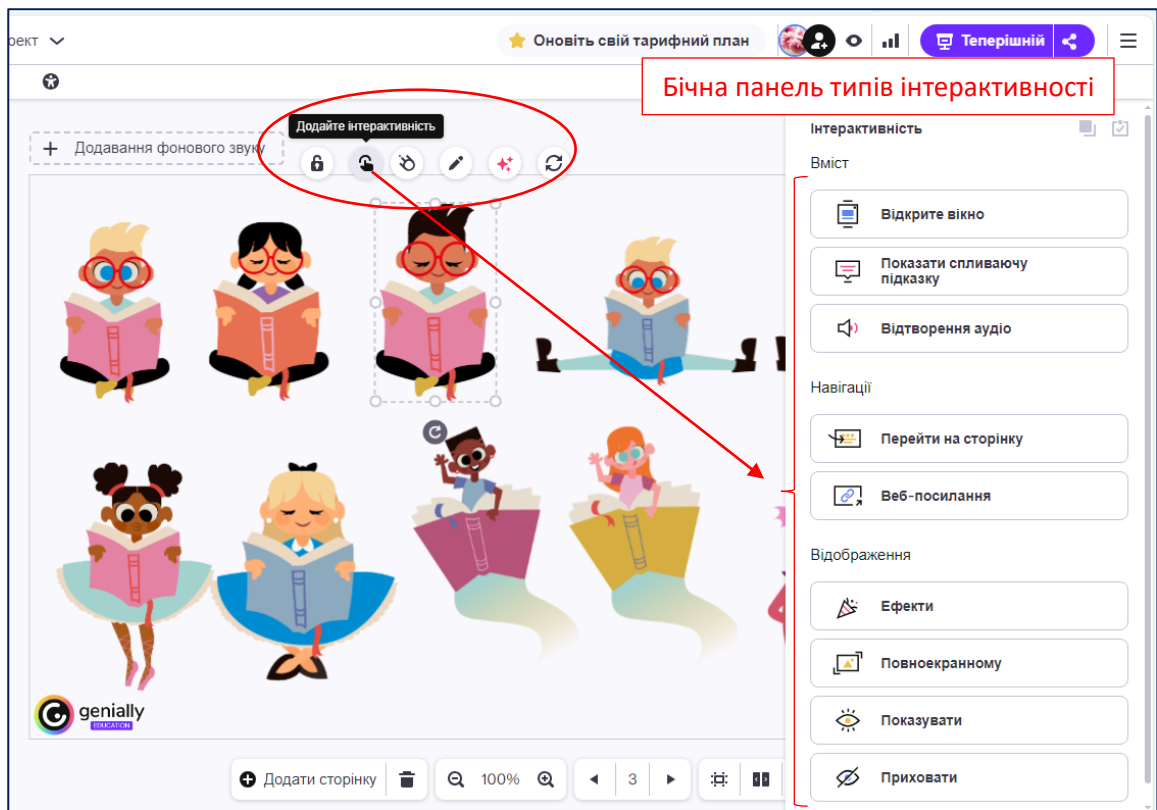 оект
Оновіть свій тарифний план
Теперішній
Бічна панель типів інтерактивності
Додайте інтерактивність
Додавання фонового звуку
Інтерактивність
Вміст
Відкрите вікно
Показати спливаючу
підказку
Відтворення аудіо
Навігації
Перейти на сторінку
Веб-посилання
Відображення
Ефекти
Повноекранному
Показувати
Приховати
genially
EDUCATION
Додати сторінку
100%
3